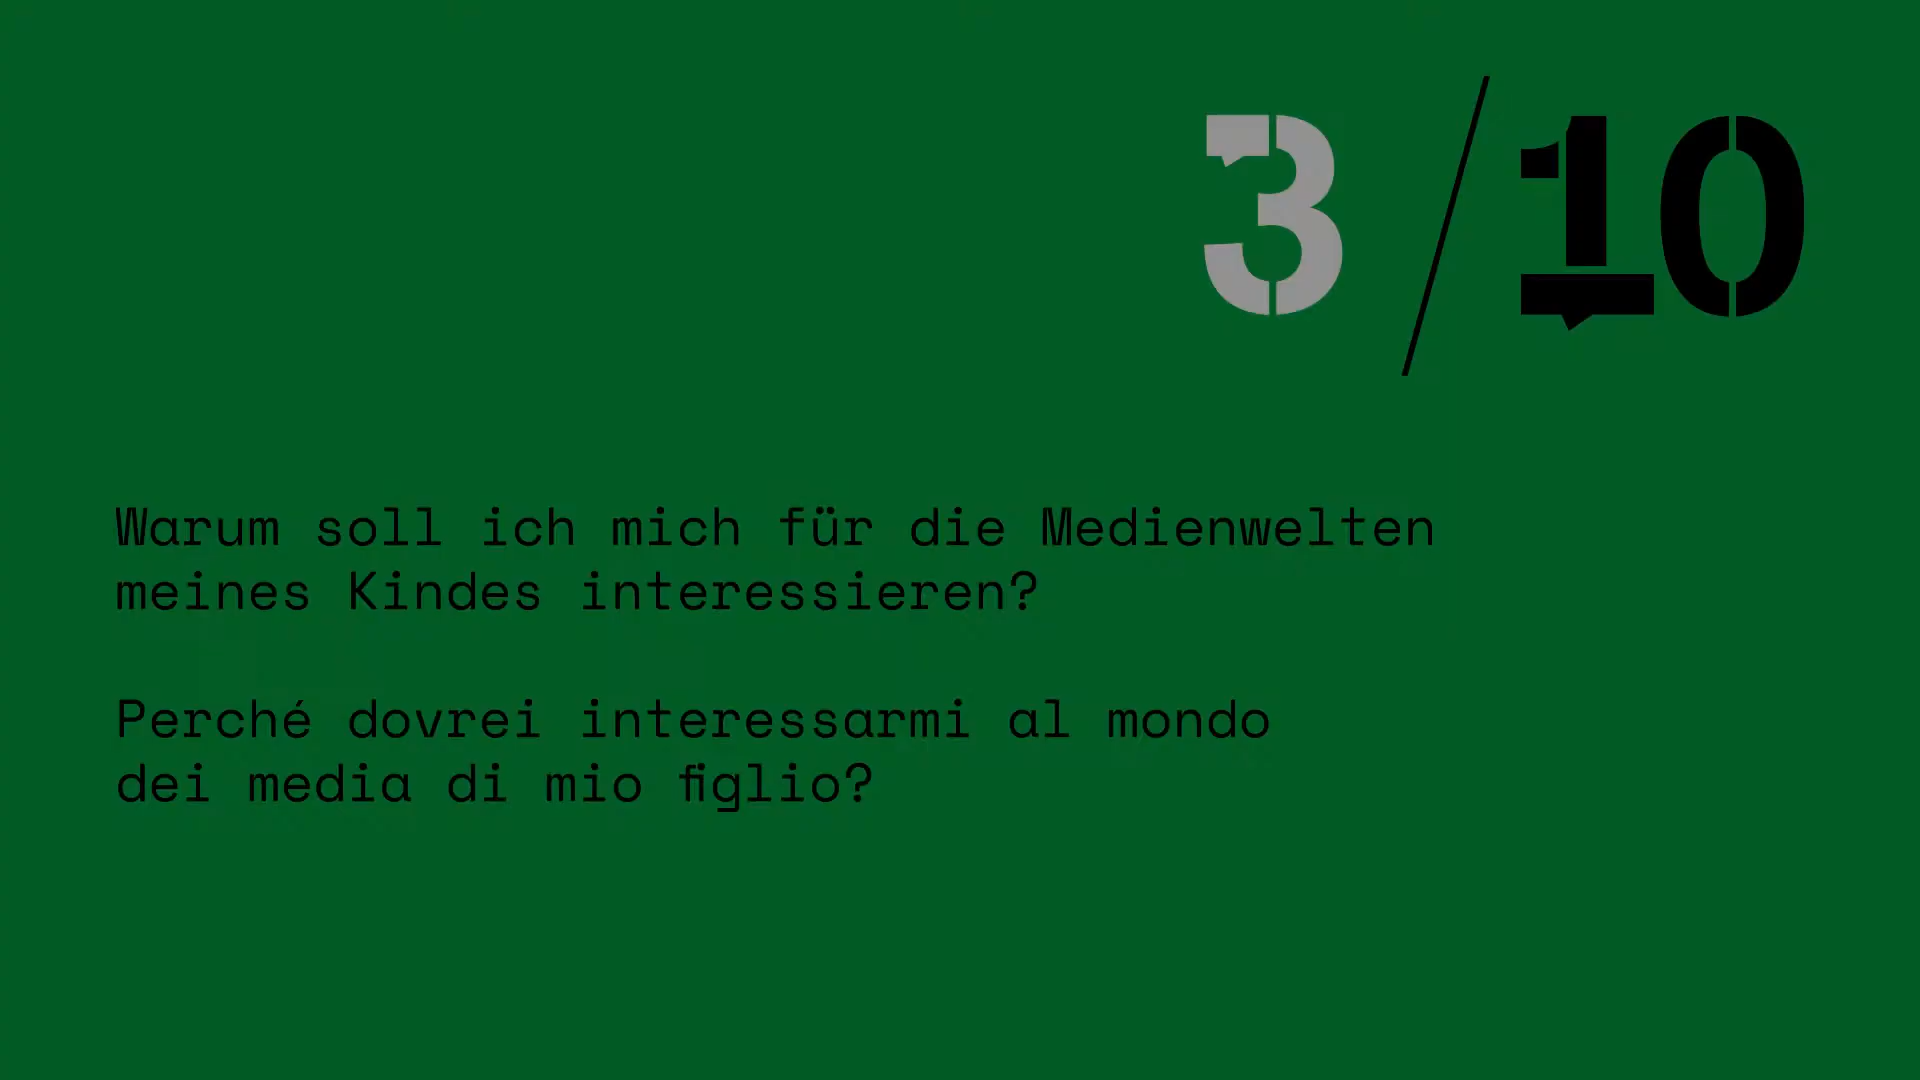 3/10
Warum soll ich mich für die Medienwelten
meines Kindes interessieren?
Perché dovrei interessarmi al mondo
dei media di mio figlio?